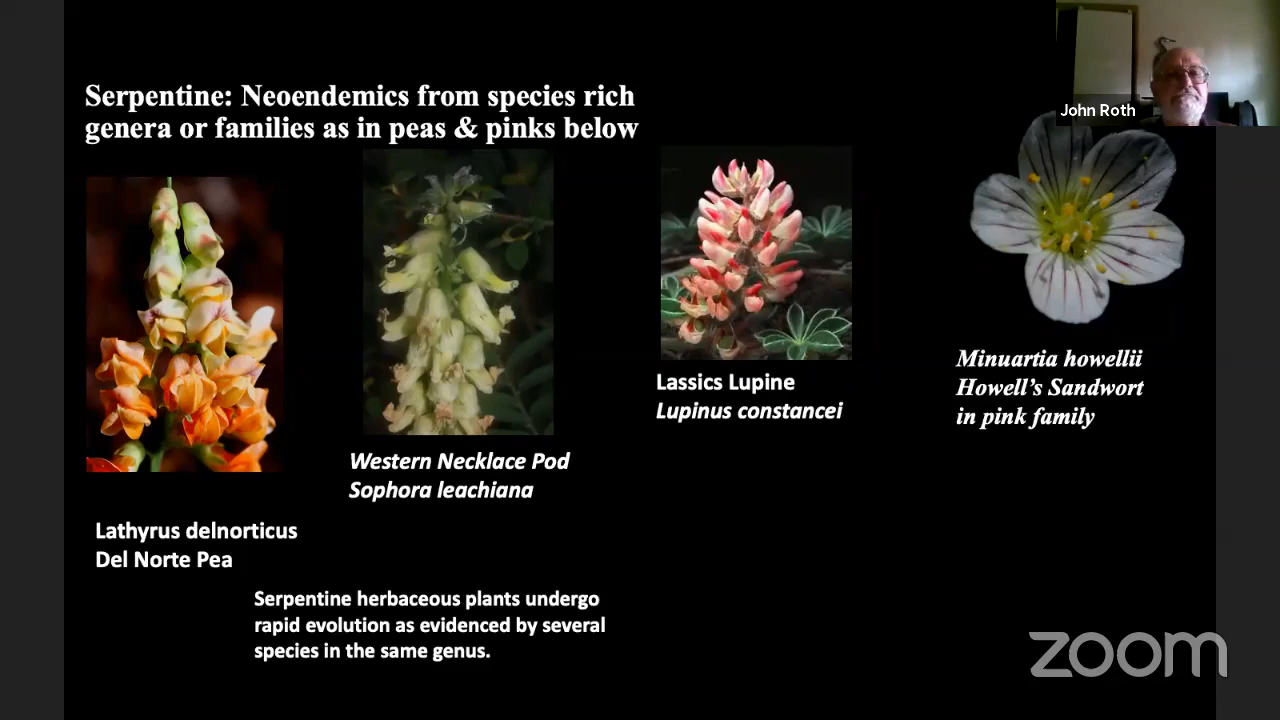 Serpentine: Neoendemics from species rich
genera or families as in peas & pinks below
John Roth
Lassics Lupine
Lupinus constancei
Minuartia howellii
Howell's Sandwort
in pink family
Western Necklace Pod
Sophora leachiana
Lathyrus delnorticus
Del Norte Pea
Serpentine herbaceous plants undergo
rapid evolution as evidenced by several
species in the same genus.
zoom